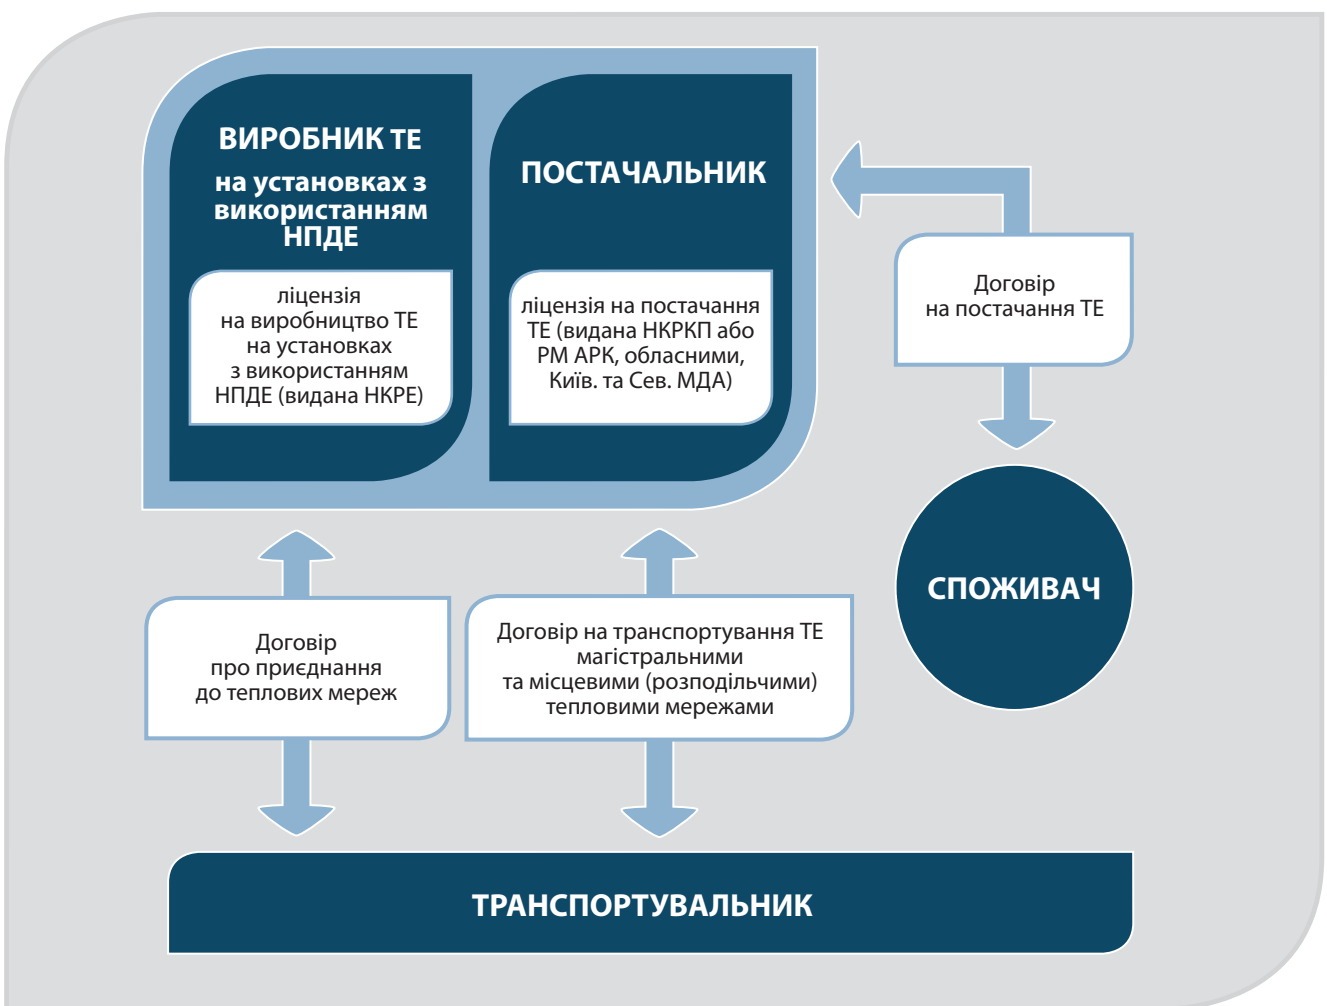 ВИРОБНИК ТЕ
на установках з
використанням
НПДЕ
ліцензія
на виробництво ТЕ
на установках
з використанням
НПДЕ (видана НКРЕ)
ПОСТАЧАЛЬНИК
ліцензія на постачання
ТЕ (видана НКРКП або
РМ АРК, обласними,
Київ. та Сев. МДА)
Договір
на постачання ТЕ
СПОЖИВАЧ
Договір
про приєднання
до теплових мереж
Договір на транспортування ТЕ
магістральними
та місцевими (розподільчими)
тепловими мережами
ТРАНСПОРТУВАЛЬНИК